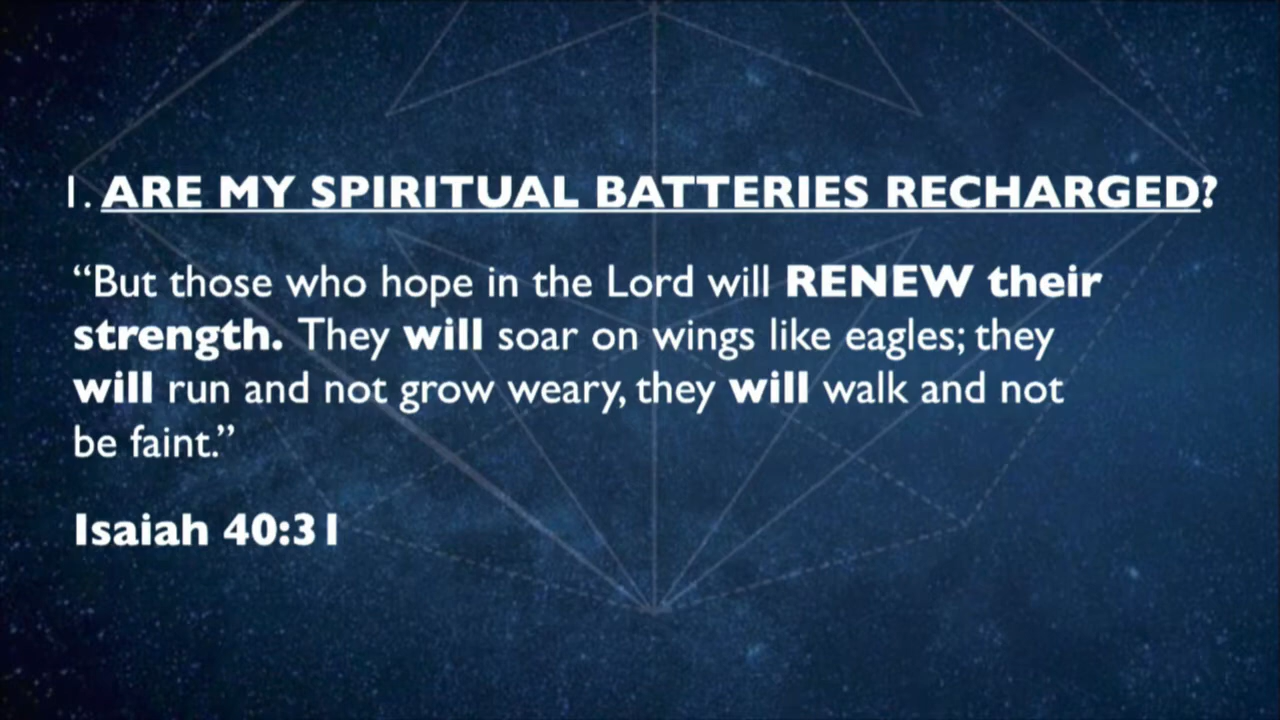 1. ARE MY SPIRITUAL BATTERIES RECHARGED?
“But those who hope in the Lord will RENEW their
strength. They will soar on wings like eagles; they
will run and not grow weary, they will walk and not
be faint.”
Isaiah 40:31